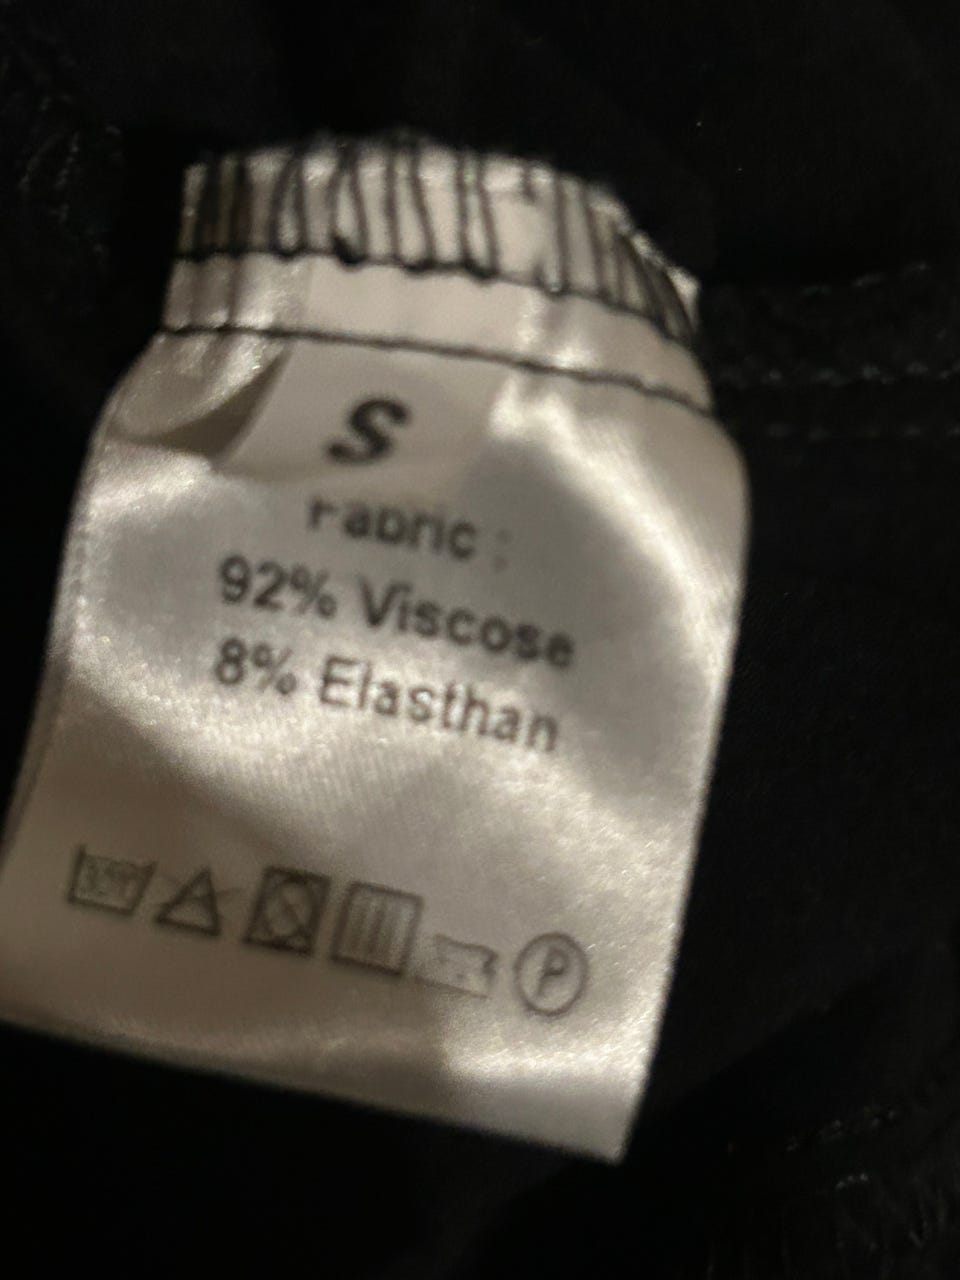 S
Fabric :
92% Viscose
8% Elasthan
P